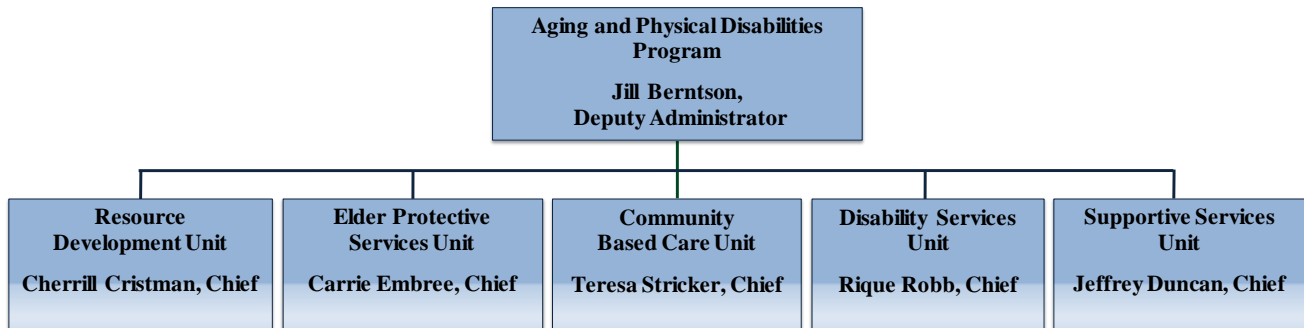 Aging and Physical Disabilities
Program
Jill Berntson,
Deputy Administrator
Resource
Development Unit
Cherrill Cristman, Chief
Elder Protective
Services Unit
Carrie Embree, Chief
Community
Based Care Unit
Teresa Stricker, Chief
Disability Services
Unit
Rique Robb, Chief
Supportive Services
Unit
Jeffrey Duncan, Chief